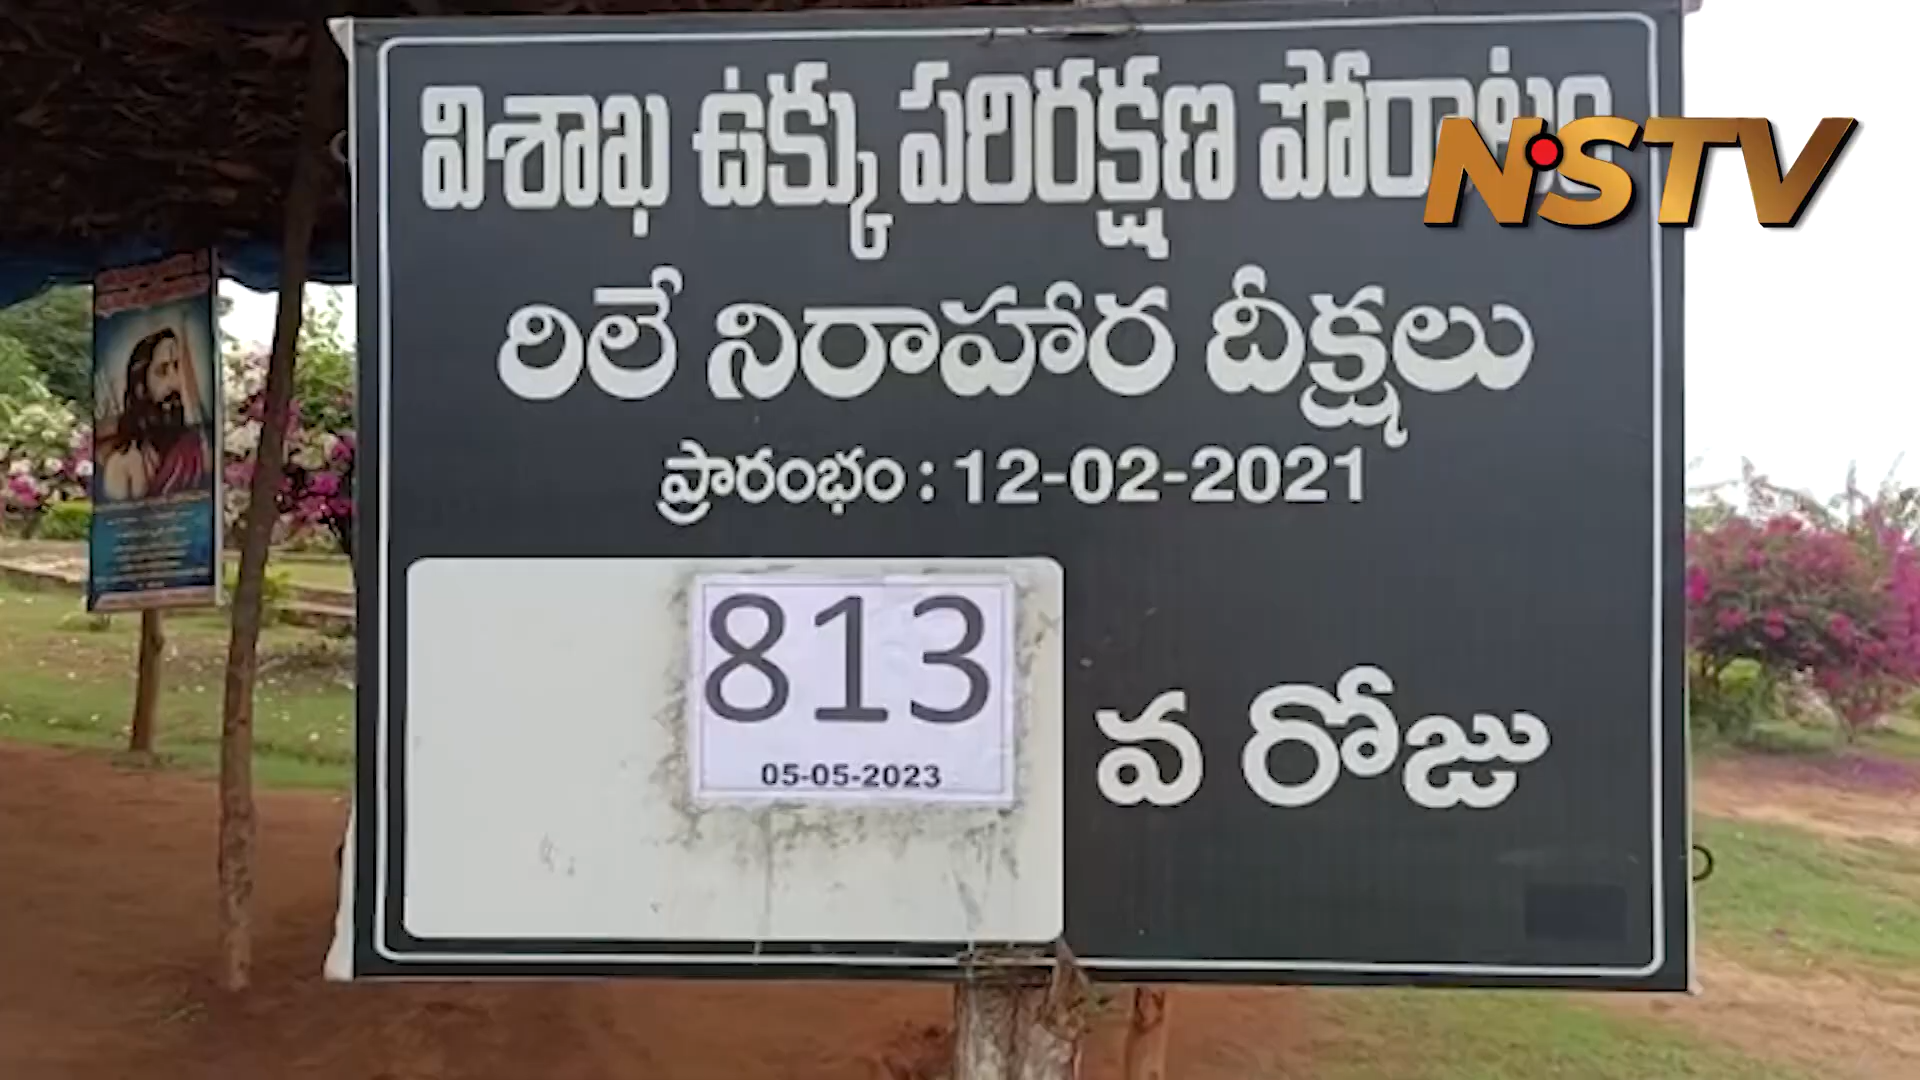 విశాఖ ఉక్కు పరిరక్షణ పోరాటం
NSTV
రిలే నిరాహార దీక్షలు
ప్రారంభం : 12-02-2021
813
05-05-2023
వ రోజు